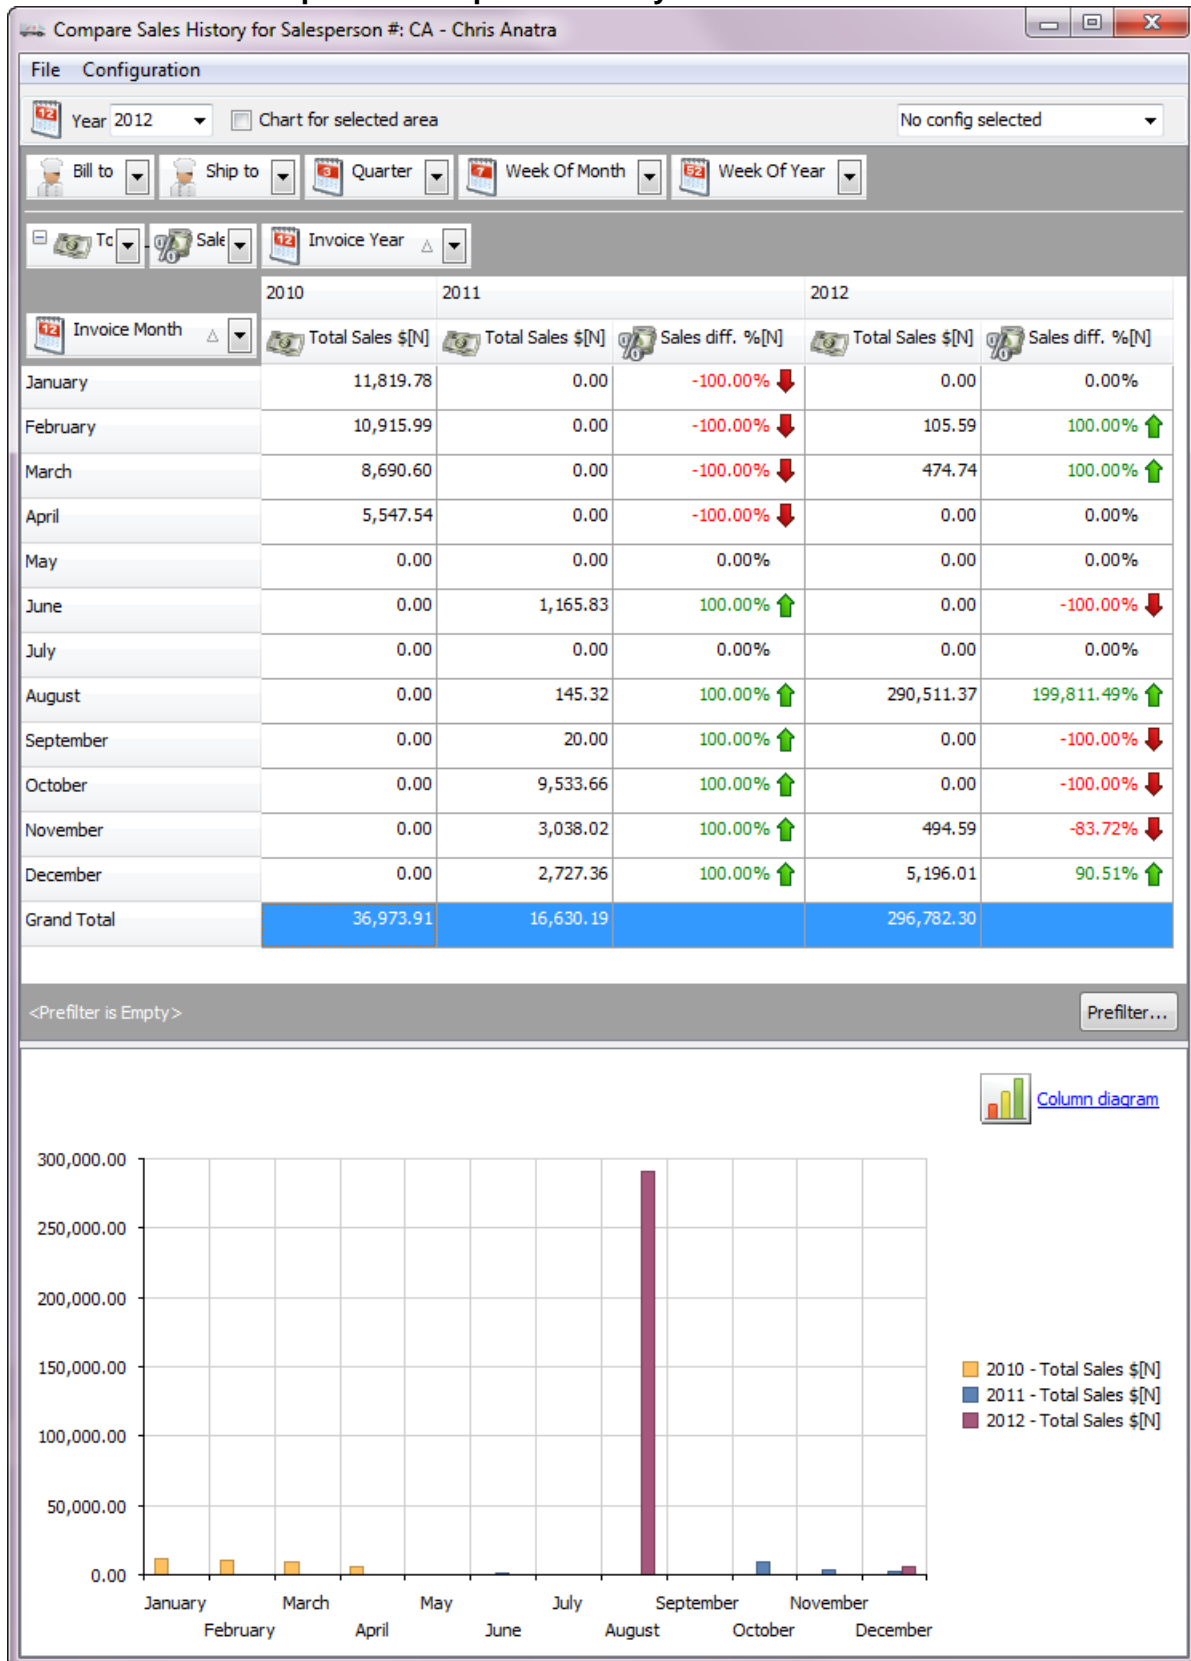 Compare Sales History for Salesperson #: CA - Chris Anatra
File Configuration
12 Year 2012 Chart for selected area No config selected
Bill to Ship to 3 Quarter 7 Week Of Month 52 Week Of Year
To Sale 12 Invoice Year
2010 2011 2012
12 Invoice Month Total Sales $[N] Total Sales $[N] Sales diff. %[N] Total Sales $[N] Sales diff. %[N]
January 11,819.78 0.00 -100.00% 0.00 0.00%
February 10,915.99 0.00 -100.00% 105.59 100.00%
March 8,690.60 0.00 -100.00% 474.74 100.00%
April 5,547.54 0.00 -100.00% 0.00 0.00%
May 0.00 0.00 0.00% 0.00 0.00%
June 0.00 1,165.83 100.00% 0.00 -100.00%
July 0.00 0.00 0.00% 0.00 0.00%
August 0.00 145.32 100.00% 290,511.37 199,811.49%
September 0.00 20.00 100.00% 0.00 -100.00%
October 0.00 9,533.66 100.00% 0.00 -100.00%
November 0.00 3,038.02 100.00% 494.59 -83.72%
December 0.00 2,727.36 100.00% 5,196.01 90.51%
Grand Total 36,973.91 16,630.19 296,782.30
<Prefilter is Empty> Prefilter...
Column diagram
300,000.00
250,000.00
200,000.00
150,000.00
100,000.00
50,000.00
0.00
2010 - Total Sales $[N]
2011 - Total Sales $[N]
2012 - Total Sales $[N]
January March May July September November
February April June August October December